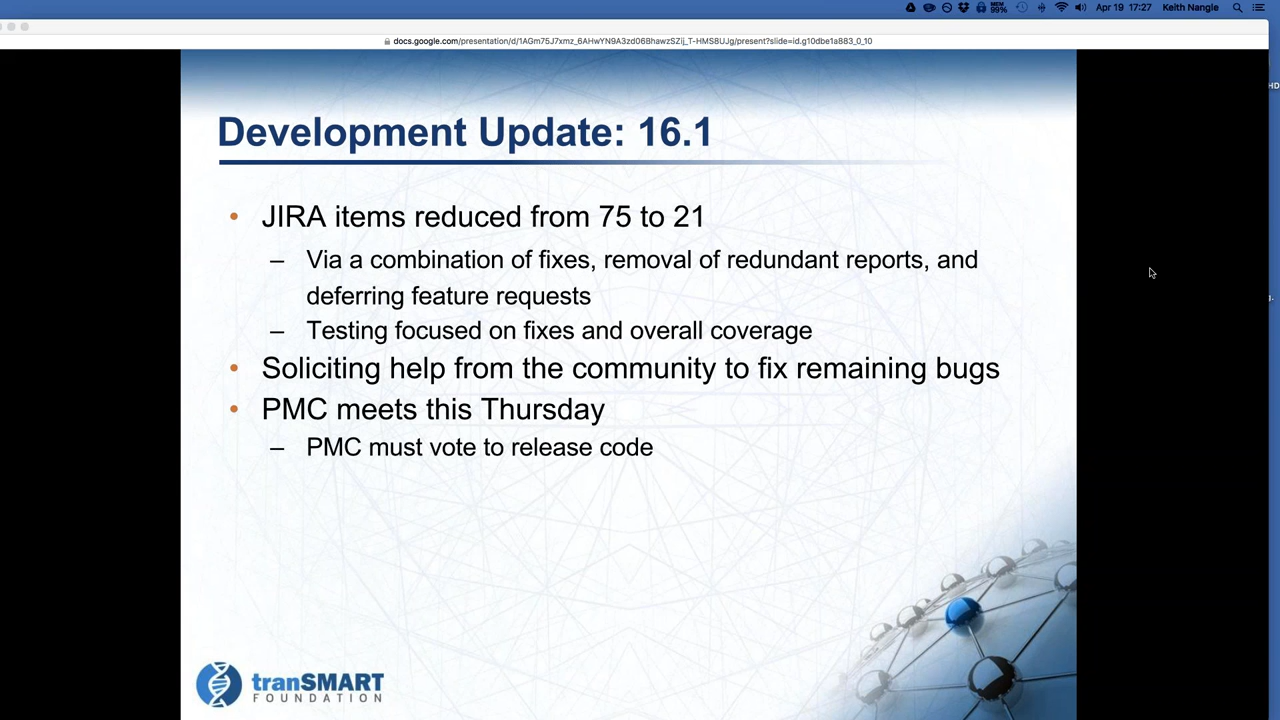 MEM 99% Apr 19 17:27 Keith Nangle
docs.google.com/presentation/d/1AGm75J7xmz_6AHwYN9A3zd06BhawzSZij_T-HMS8UJg/present?slide=id.g10dbe1a883_0_10
HD
Development Update: 16.1
• JIRA items reduced from 75 to 21
– Via a combination of fixes, removal of redundant reports, and
deferring feature requests
– Testing focused on fixes and overall coverage
• Soliciting help from the community to fix remaining bugs
• PMC meets this Thursday
– PMC must vote to release code
tranSMART
FOUNDATION